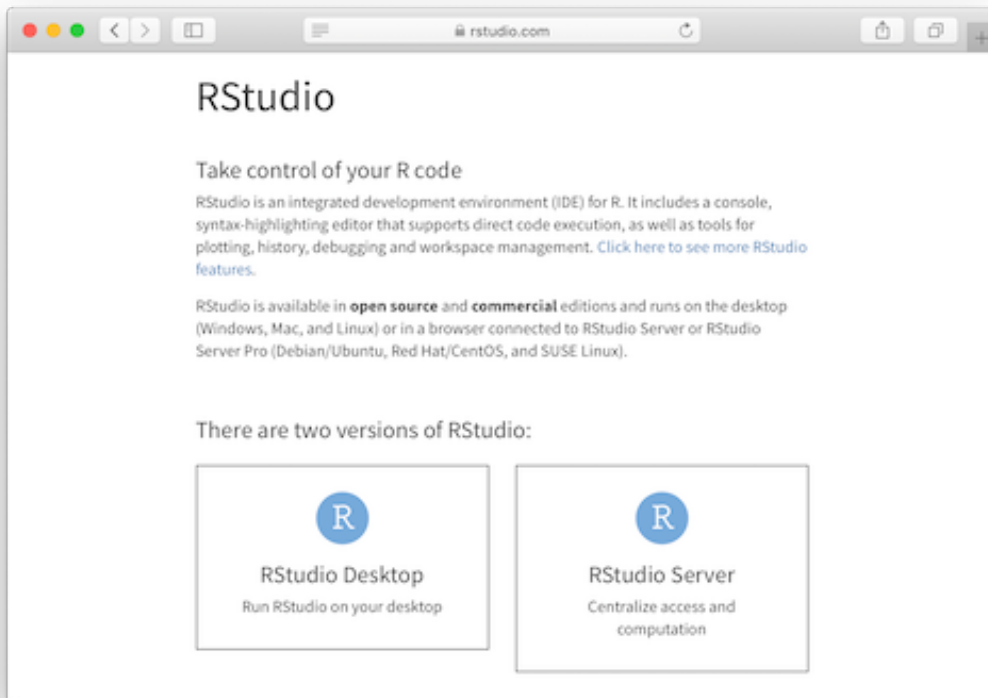 rstudio.com
RStudio
Take control of your R code
RStudio is an integrated development environment (IDE) for R. It includes a console,
syntax-highlighting editor that supports direct code execution, as well as tools for
plotting, history, debugging and workspace management. Click here to see more RStudio
features.
RStudio is available in open source and commercial editions and runs on the desktop
(Windows, Mac, and Linux) or in a browser connected to RStudio Server or RStudio
Server Pro (Debian/Ubuntu, Red Hat/CentOS, and SUSE Linux).
There are two versions of RStudio:
R
RStudio Desktop
Run RStudio on your desktop
R
RStudio Server
Centralize access and
computation